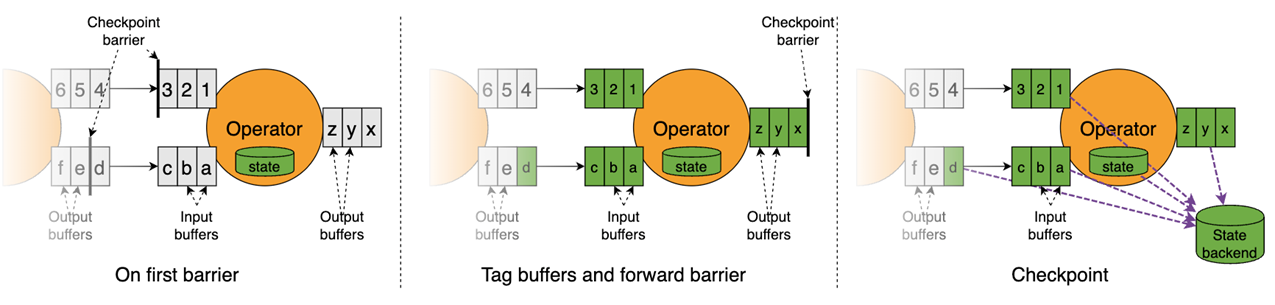 Checkpoint
barrier
6 5 4
3 2 1
Operator
z y x
state
f e d
c b a
Output
buffers
Input
buffers
Output
buffers
On first barrier
Checkpoint
barrier
6 5 4
3 2 1
Operator
z y x
state
f e d
c b a
Output
buffers
Input
buffers
Output
buffers
Tag buffers and forward barrier
6 5 4
3 2 1
Operator
z y x
state
f e d
c b a
Output
buffers
Input
buffers
State
backend
Checkpoint